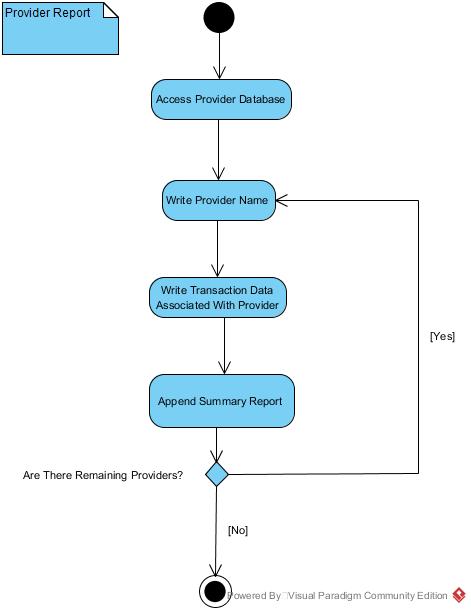 Provider Report
Access Provider Database
Write Provider Name
Write Transaction Data
Associated With Provider
[Yes]
Append Summary Report
Are There Remaining Providers?
[No]
Powered By Visual Paradigm Community Edition